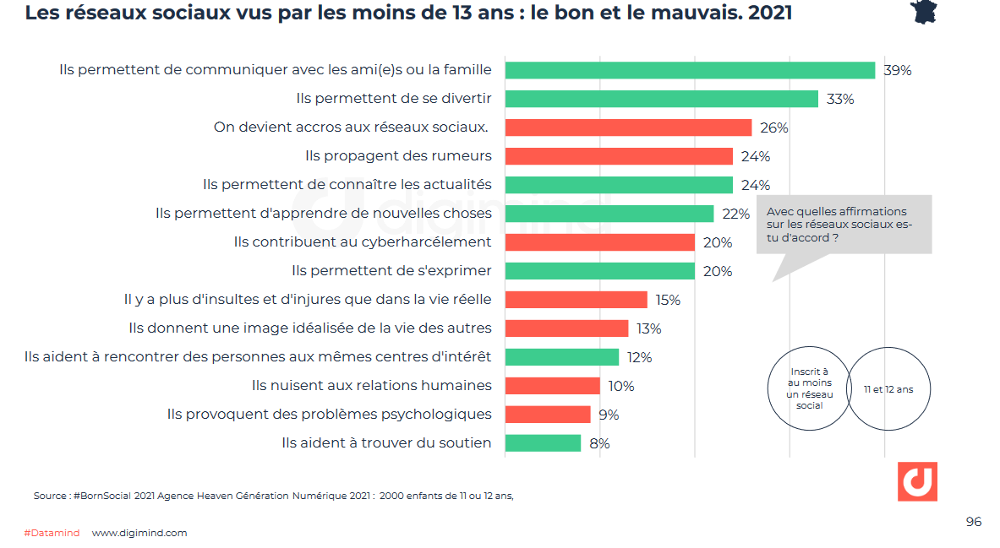 Les réseaux sociaux vus par les moins de 13 ans : le bon et le mauvais. 2021
Ils permettent de communiquer avec les ami(e)s ou la famille 39%
Ils permettent de se divertir 33%
On devient accros aux réseaux sociaux. 26%
Ils propagent des rumeurs 24%
Ils permettent de connaître les actualités 24%
Ils permettent d'apprendre de nouvelles choses 22%
Ils contribuent au cyberharcélement 20%
Ils permettent de s'exprimer 20%
Il y a plus d'insultes et d'injures que dans la vie réelle 15%
Ils donnent une image idéalisée de la vie des autres 13%
Ils aident à rencontrer des personnes aux mêmes centres d'intérêt 12%
Ils nuisent aux relations humaines 10%
Ils provoquent des problèmes psychologiques 9%
Ils aident à trouver du soutien 8%
digimind
Avec quelles affirmations
sur les réseaux sociaux es-
tu d'accord ?
Inscrit à
au moins
un réseau
social
11 et 12 ans
Source : #BornSocial 2021 Agence Heaven Génération Numérique 2021 : 2000 enfants de 11 ou 12 ans,
96
#Datamind www.digimind.com